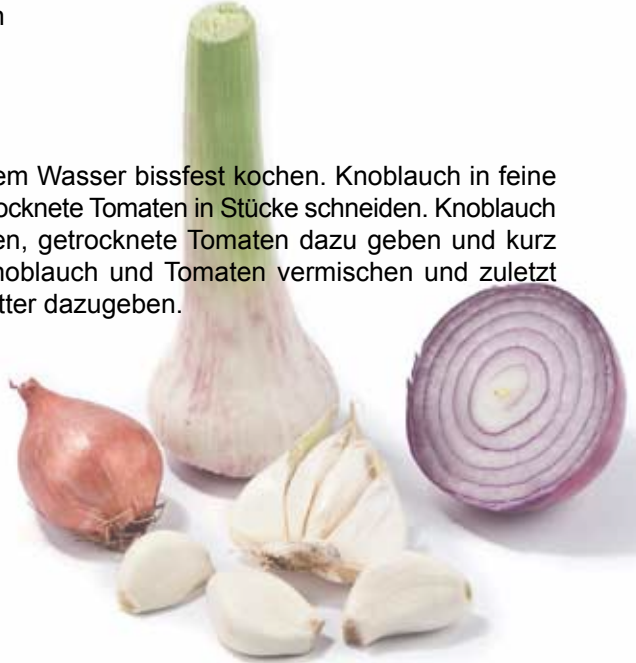 em Wasser bissfest kochen. Knoblauch in feine
ocknete Tomaten in Stücke schneiden. Knoblauch
en, getrocknete Tomaten dazu geben und kurz
noblauch und Tomaten vermischen und zuletzt
tter dazugeben.